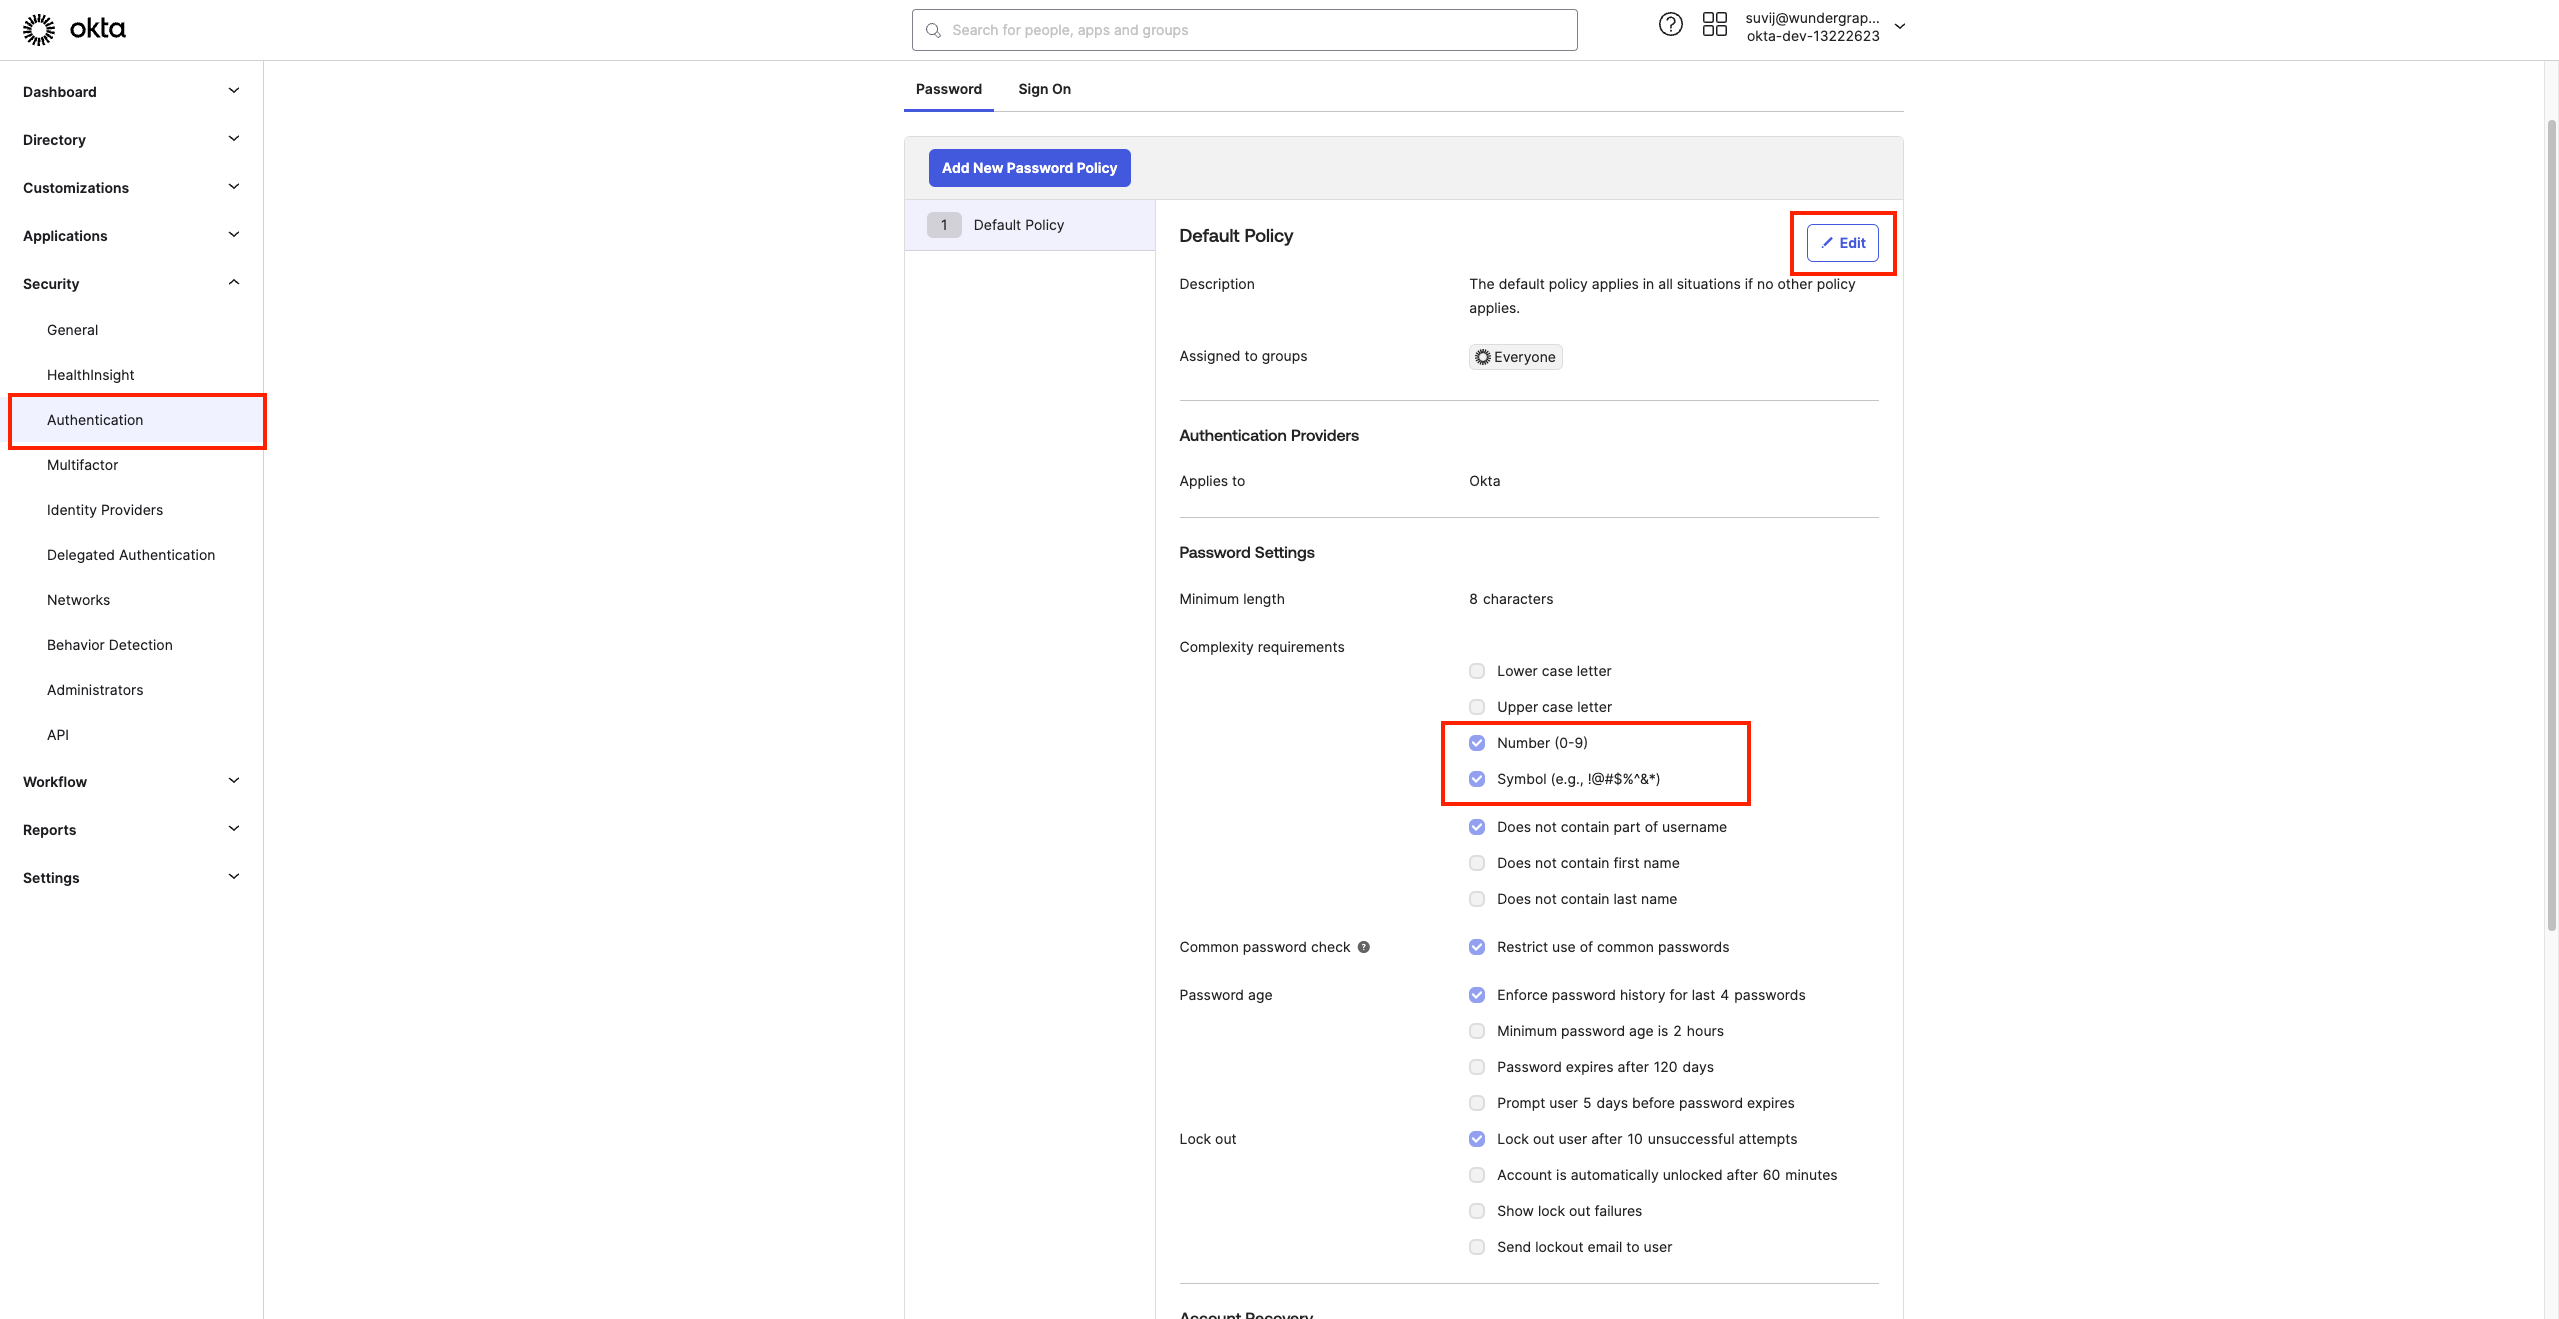 okta
Search for people, apps and groups
suvij@wundergrap...
okta-dev-13222623
Dashboard
Directory
Customizations
Applications
Security
General
HealthInsight
Authentication
Multifactor
Identity Providers
Delegated Authentication
Networks
Behavior Detection
Administrators
API
Workflow
Reports
Settings
Password Sign On
Add New Password Policy
1 Default Policy
Default Policy
Edit
Description The default policy applies in all situations if no other policy
applies.
Assigned to groups Everyone
Authentication Providers
Applies to Okta
Password Settings
Minimum length 8 characters
Complexity requirements
Lower case letter
Upper case letter
Number (0-9)
Symbol (e.g., !@#$%^&*)
Does not contain part of username
Does not contain first name
Does not contain last name
Common password check ? Restrict use of common passwords
Password age Enforce password history for last 4 passwords
Minimum password age is 2 hours
Password expires after 120 days
Prompt user 5 days before password expires
Lock out Lock out user after 10 unsuccessful attempts
Account is automatically unlocked after 60 minutes
Show lock out failures
Send lockout email to user
Account Recovery